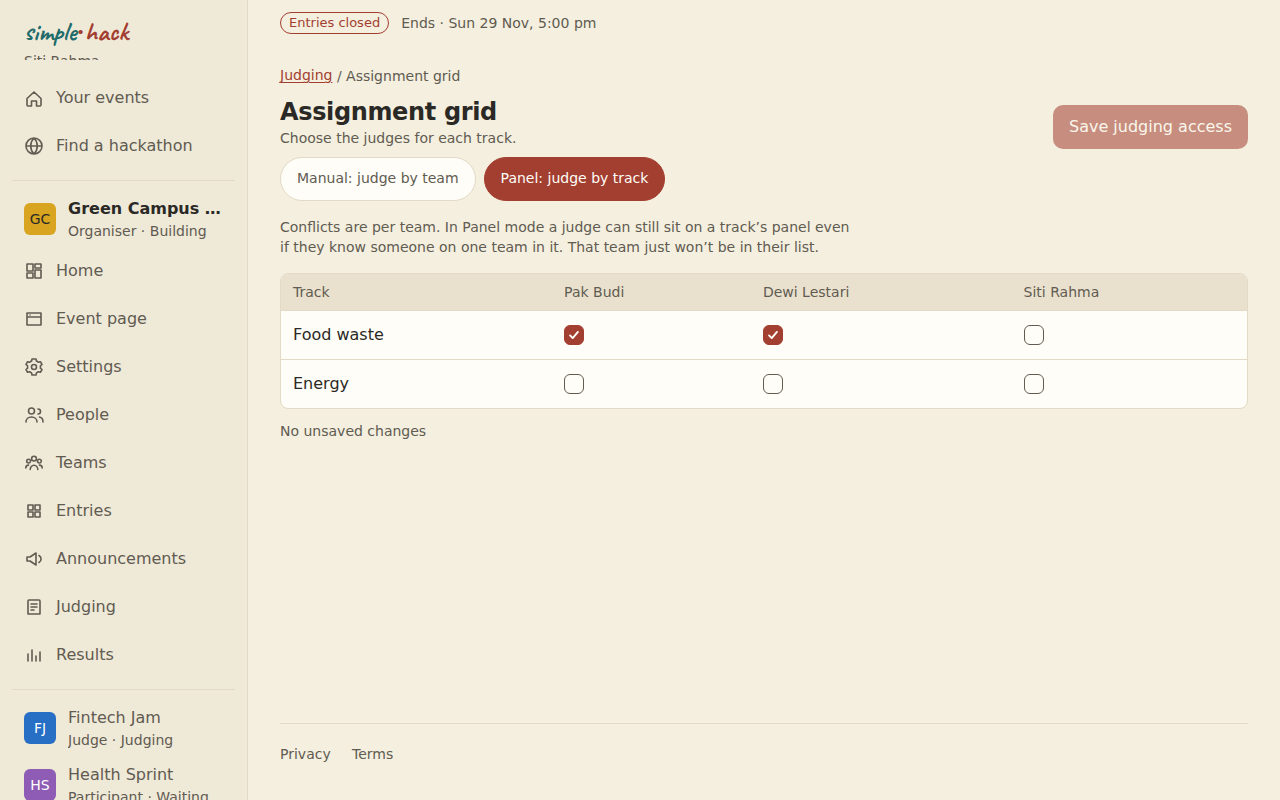 simple•hack
Siti Rahma
Your events
Find a hackathon
GC
Green Campus …
Organiser · Building
Home
Event page
Settings
People
Teams
Entries
Announcements
Judging
Results
FJ
Fintech Jam
Judge · Judging
HS
Health Sprint
Participant · Waiting
Entries closed
Ends · Sun 29 Nov, 5:00 pm
Judging / Assignment grid
Assignment grid
Choose the judges for each track.
Save judging access
Manual: judge by team
Panel: judge by track
Conflicts are per team. In Panel mode a judge can still sit on a track’s panel even
if they know someone on one team in it. That team just won’t be in their list.
Track Pak Budi Dewi Lestari Siti Rahma
Food waste
Energy
No unsaved changes
Privacy Terms